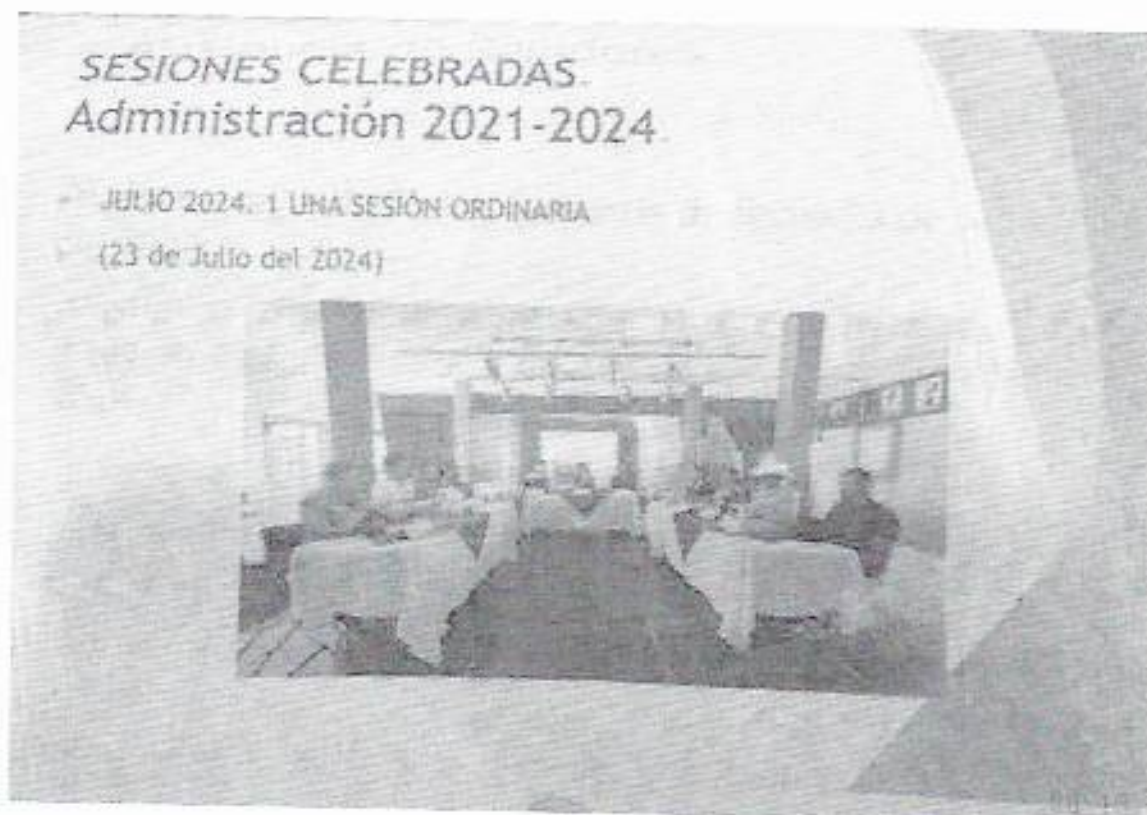 SESIONES CELEBRADAS.
Administración 2021-2024
JULIO 2024. 1 UNA SESIÓN ORDINARIA
(23 de Julio del 2024)